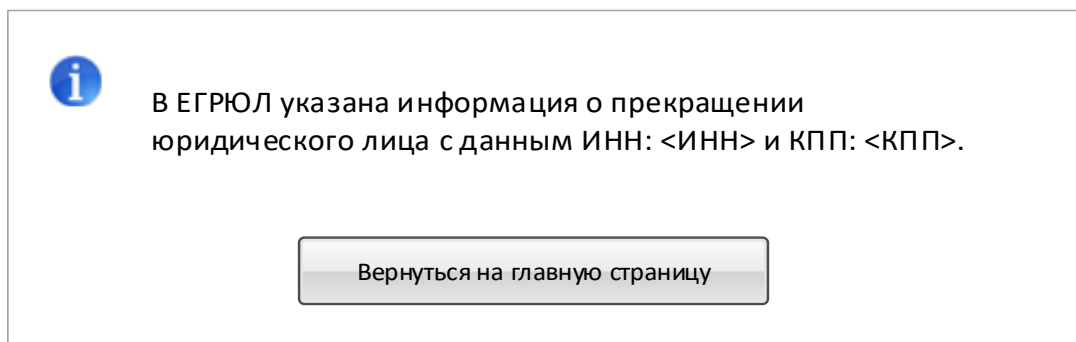 В ЕГРЮЛ указана информация о прекращении
юридического лица с данным ИНН: <ИНН> и КПП: <КПП>.
Вернуться на главную страницу